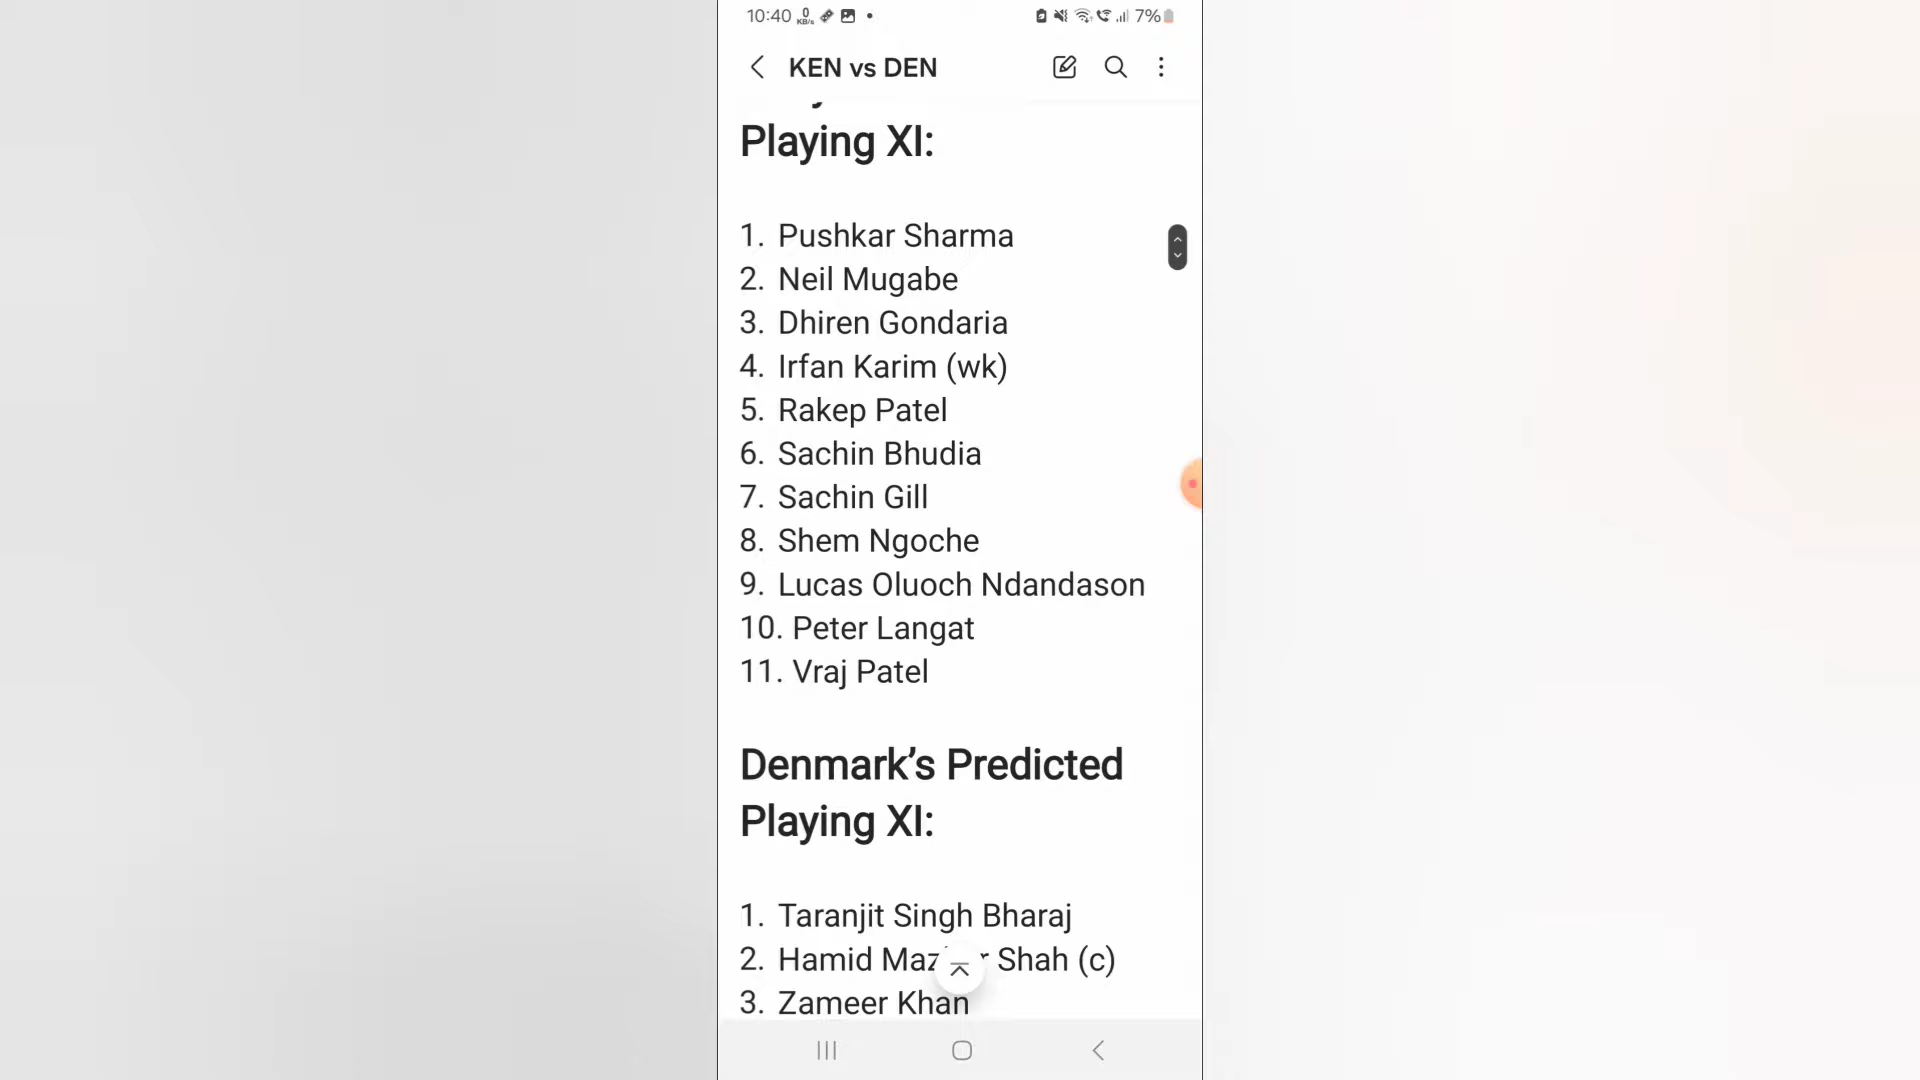 10:40 0 KB/s 7%
KEN vs DEN
Playing XI:
1. Pushkar Sharma
2. Neil Mugabe
3. Dhiren Gondaria
4. Irfan Karim (wk)
5. Rakep Patel
6. Sachin Bhudia
7. Sachin Gill
8. Shem Ngoche
9. Lucas Oluoch Ndandason
10. Peter Langat
11. Vraj Patel
Denmark’s Predicted
Playing XI:
1. Taranjit Singh Bharaj
2. Hamid Shah (c)
3. Zameer Khan